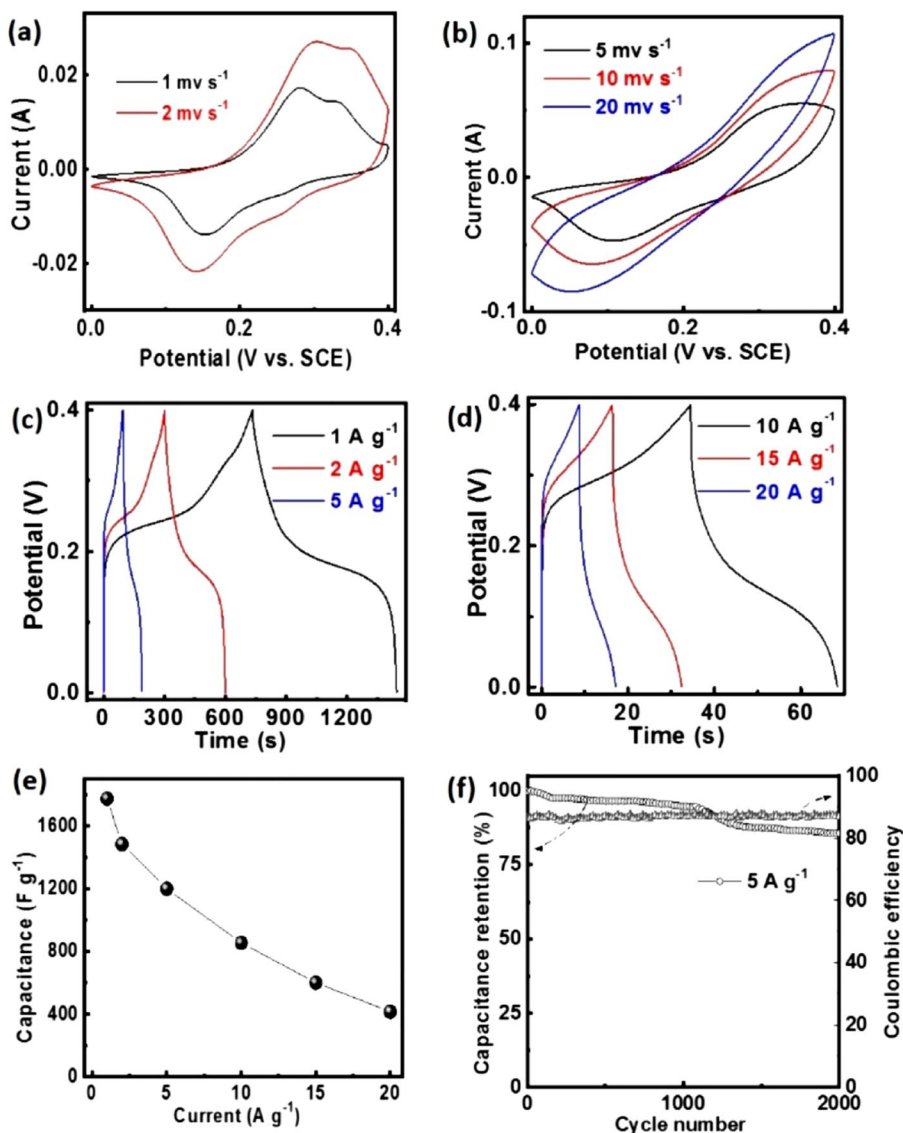 (a)
1 mv s⁻¹
2 mv s⁻¹
0.02
0.00
-0.02
Current (A)
0.0 0.2 0.4
Potential (V vs. SCE)
(b)
5 mv s⁻¹
10 mv s⁻¹
20 mv s⁻¹
0.1
0.0
-0.1
Current (A)
0.0 0.2 0.4
Potential (V vs. SCE)
(c)
1 A g⁻¹
2 A g⁻¹
5 A g⁻¹
0.4
0.2
0.0
Potential (V)
0 300 600 900 1200
Time (s)
(d)
10 A g⁻¹
15 A g⁻¹
20 A g⁻¹
0.4
0.2
0.0
Potential (V)
0 20 40 60
Time (s)
(e)
1600
1200
800
400
0
Capacitance (F g⁻¹)
0 5 10 15 20
Current (A g⁻¹)
(f)
100
75
50
25
0
Capacitance retention (%)
5 A g⁻¹
100
80
60
40
20
0
Coulombic efficiency
0 1000 2000
Cycle number